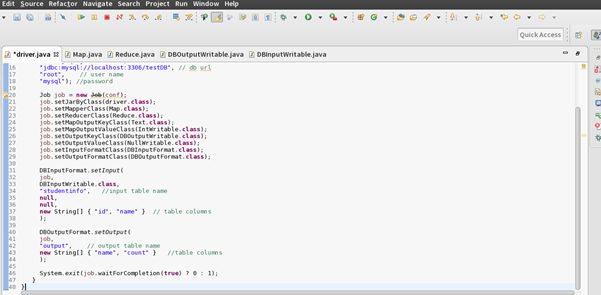 Edit Source Refactor Navigate Search Project Run Window Help
Quick Access
*driver.java Map.java Reduce.java DBOutputWritable.java DBInputWritable.java
16 "jdbc:mysql://localhost:3306/testDB", // db url
17 "root", // user name
18 "mysql"); //password
19
20 Job job = new Job(conf);
21 job.setJarByClass(driver.class);
22 job.setMapperClass(Map.class);
23 job.setReducerClass(Reduce.class);
24 job.setMapOutputKeyClass(Text.class);
25 job.setMapOutputValueClass(IntWritable.class);
26 job.setOutputKeyClass(DBOutputWritable.class);
27 job.setOutputValueClass(NullWritable.class);
28 job.setInputFormatClass(DBInputFormat.class);
29 job.setOutputFormatClass(DBOutputFormat.class);
30
31 DBInputFormat.setInput(
32 job,
33 DBInputWritable.class,
34 "studentinfo", //input table name
35 null,
36 null,
37 new String[] { "id", "name" } // table columns
38 );
39
40 DBOutputFormat.setOutput(
41 job,
42 "output", // output table name
43 new String[] { "name", "count" } //table columns
44 );
45
46 System.exit(job.waitForCompletion(true) ? 0 : 1);
47 }
48 }